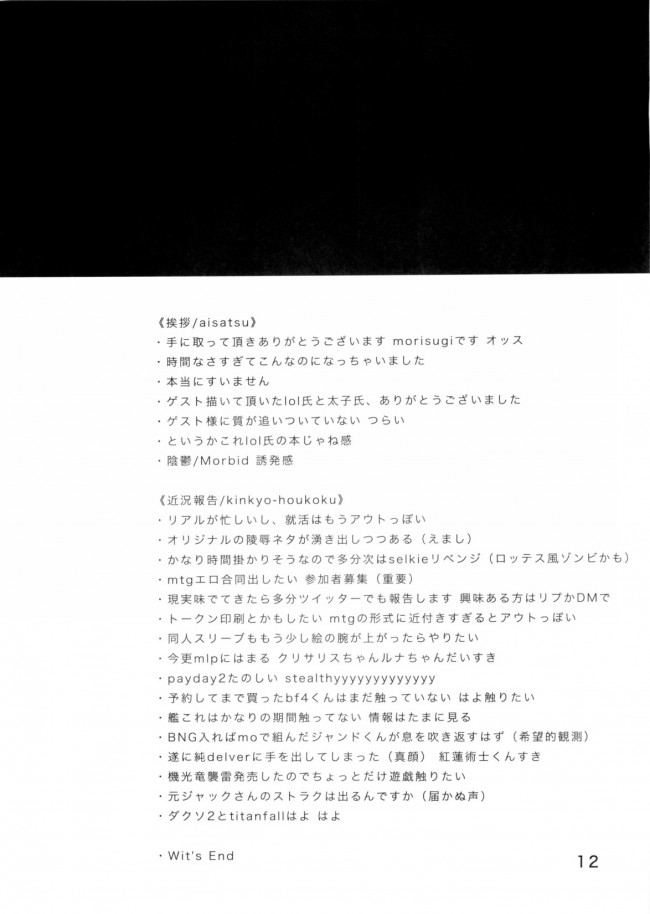 《挨拶/aisatsu》
・手に取って頂きありがとうございます morisugiです オッス
・時間なさすぎてこんなのになっちゃいました
・本当にすいません
・ゲスト描いて頂いたlol氏と太子氏、ありがとうございました
・ゲスト様に質が追いついていない つらい
・というかこれlol氏の本じゃね感
・陰鬱/Morbid 誘発感
《近況報告/kinkyo-houkoku》
・リアルが忙しいし、就活はもうアウトっぽい
・オリジナルの陵辱ネタが湧き出しつつある（えまし）
・かなり時間掛かりそうなので多分次はselkieリベンジ（ロッテス風ゾンビかも）
・mtgエロ合同出したい 参加者募集（重要）
・現実味でてきたら多分ツイッターでも報告します 興味ある方はリプかDMで
・トークン印刷とかもしたい mtgの形式に近付きすぎるとアウトっぽい
・同人スリーブももう少し絵の腕が上がったらやりたい
・今更mlpにはまる クリサリスちゃんルナちゃんだいすき
・payday2たのしい stealthyyyyyyyyyyyyy
・予約してまで買ったbf4くんはまだ触っていない はよ触りたい
・艦これはかなりの期間触ってない 情報はたまに見る
・BNG入ればmoで組んだジャンドくんが息を吹き返すはず（希望的観測）
・遂に純delverに手を出してしまった（真顔） 紅蓮術士くんすき
・機光竜襲雷発売したのでちょっとだけ遊戯触りたい
・元ジャックさんのストラクは出るんですか（届かぬ声）
・ダクソ2とtitanfallはよ はよ
・Wit's End
12